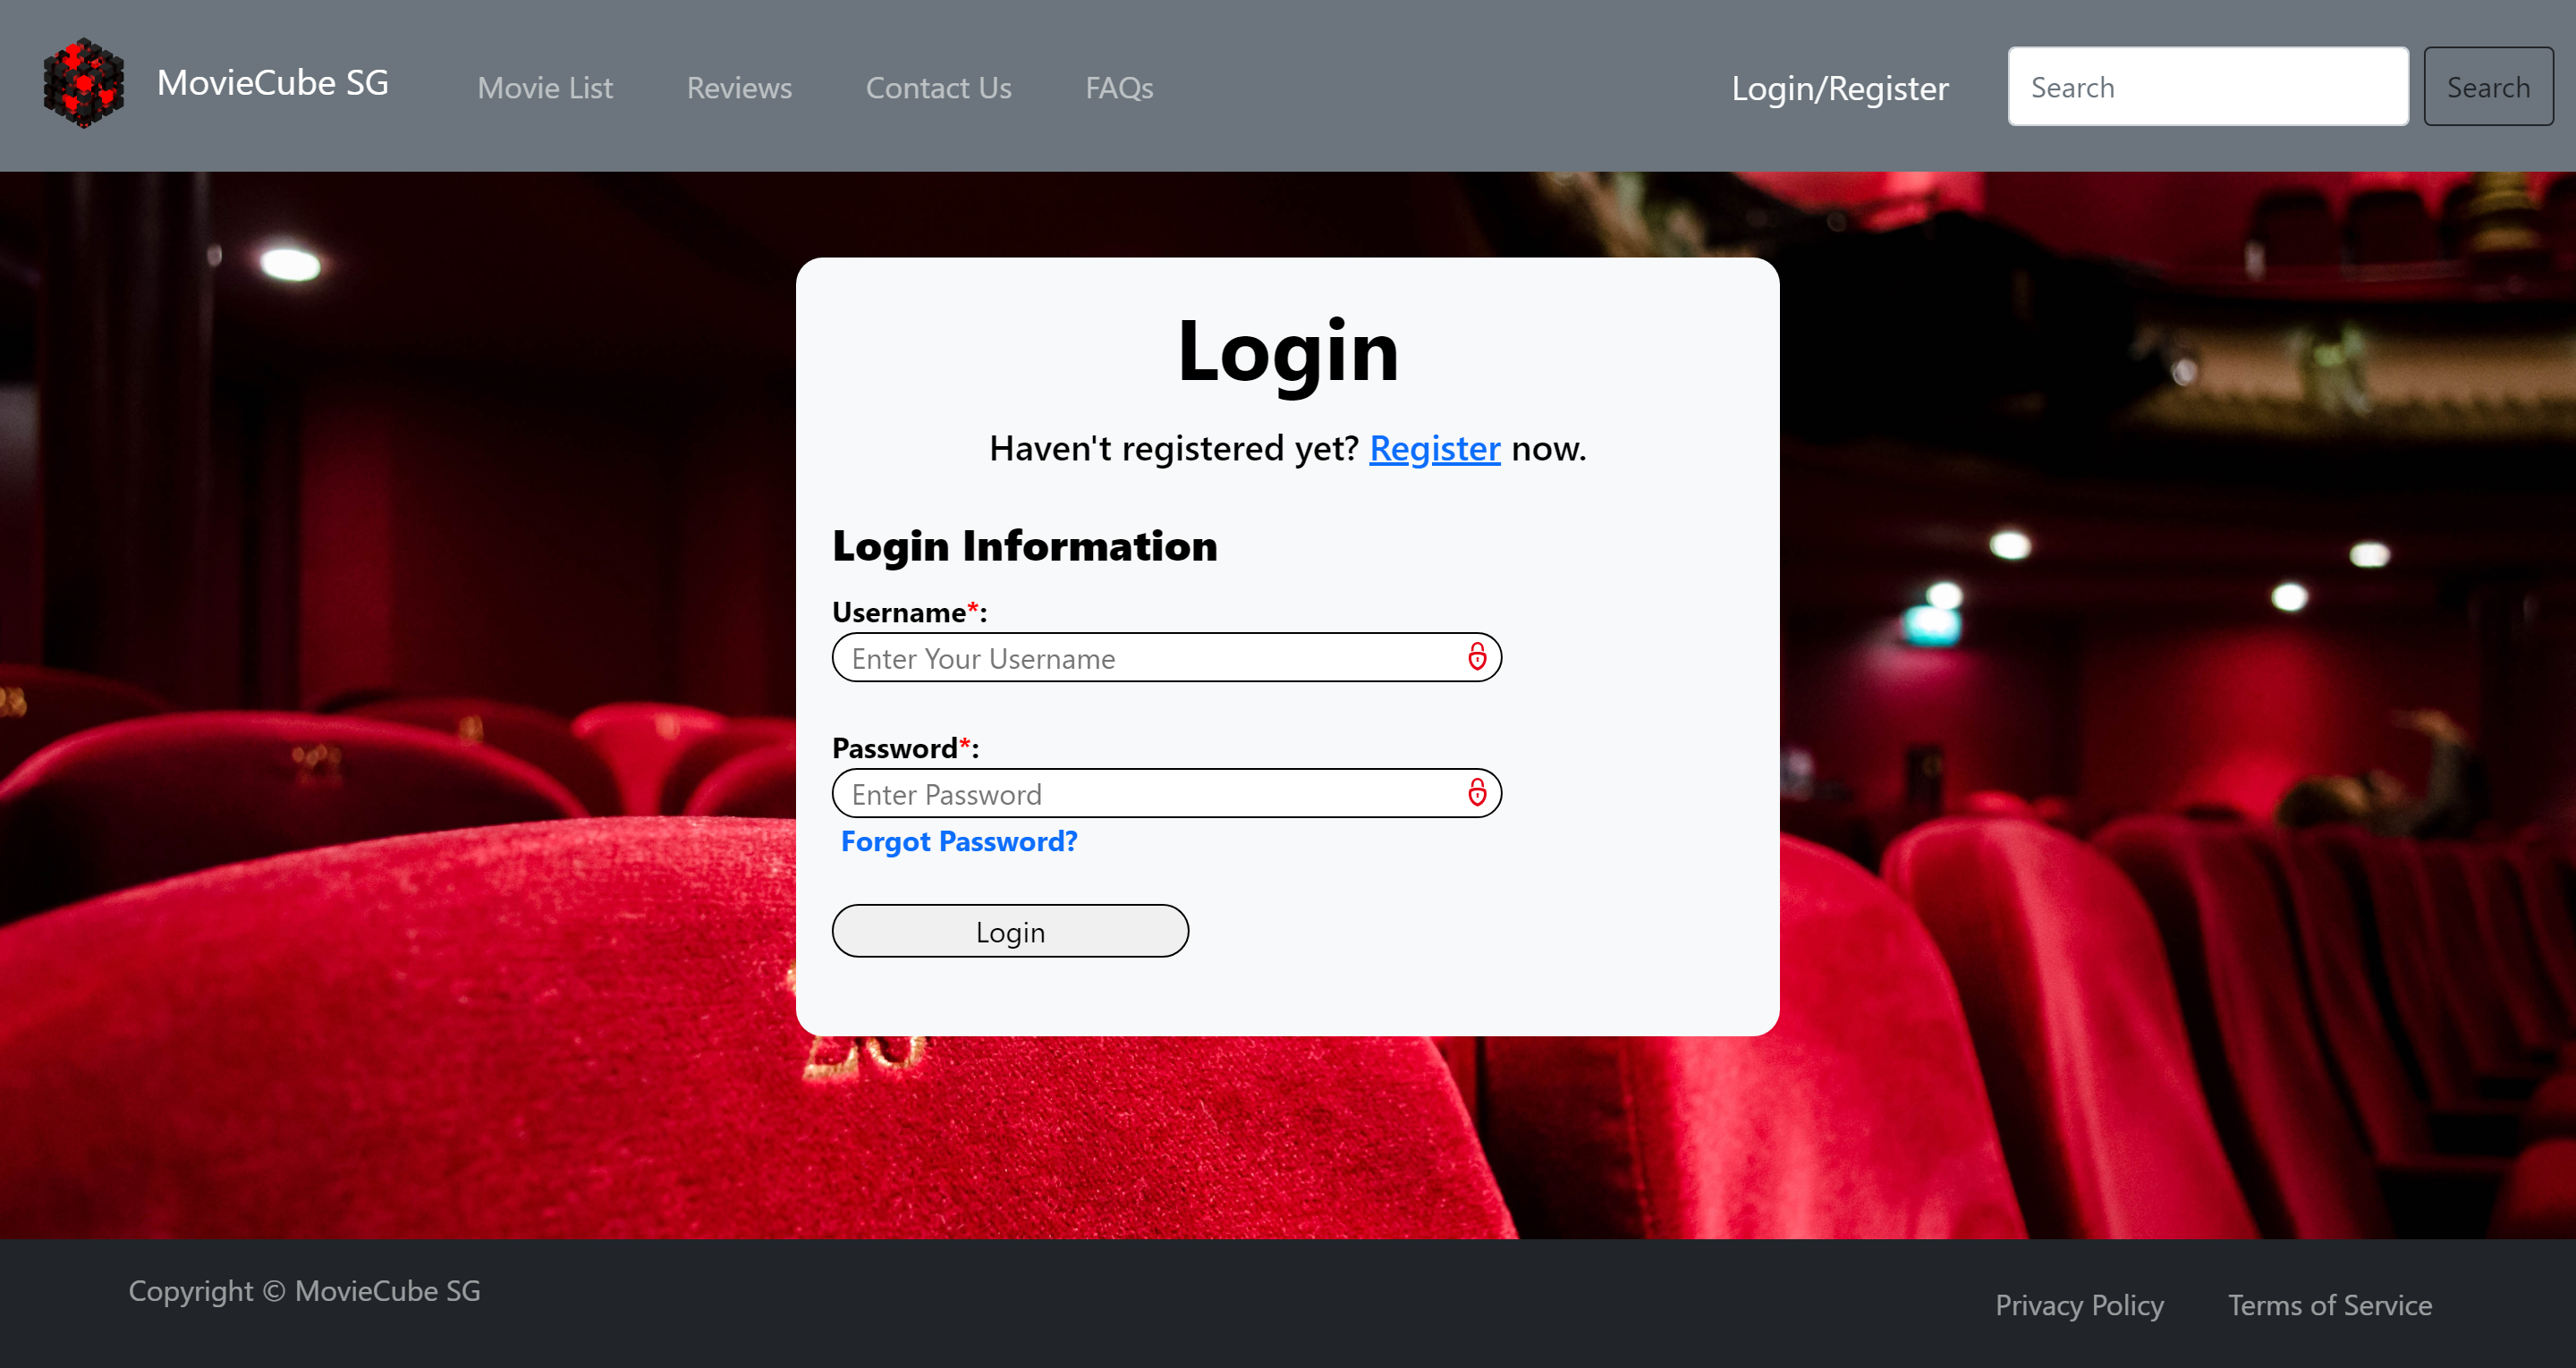 MovieCube SG
Movie List
Reviews
Contact Us
FAQs
Login/Register
Search
Search
Login
Haven't registered yet? Register now.
Login Information
Username*:
Enter Your Username
Password*:
Enter Password
Forgot Password?
Login
Copyright © MovieCube SG
Privacy Policy
Terms of Service